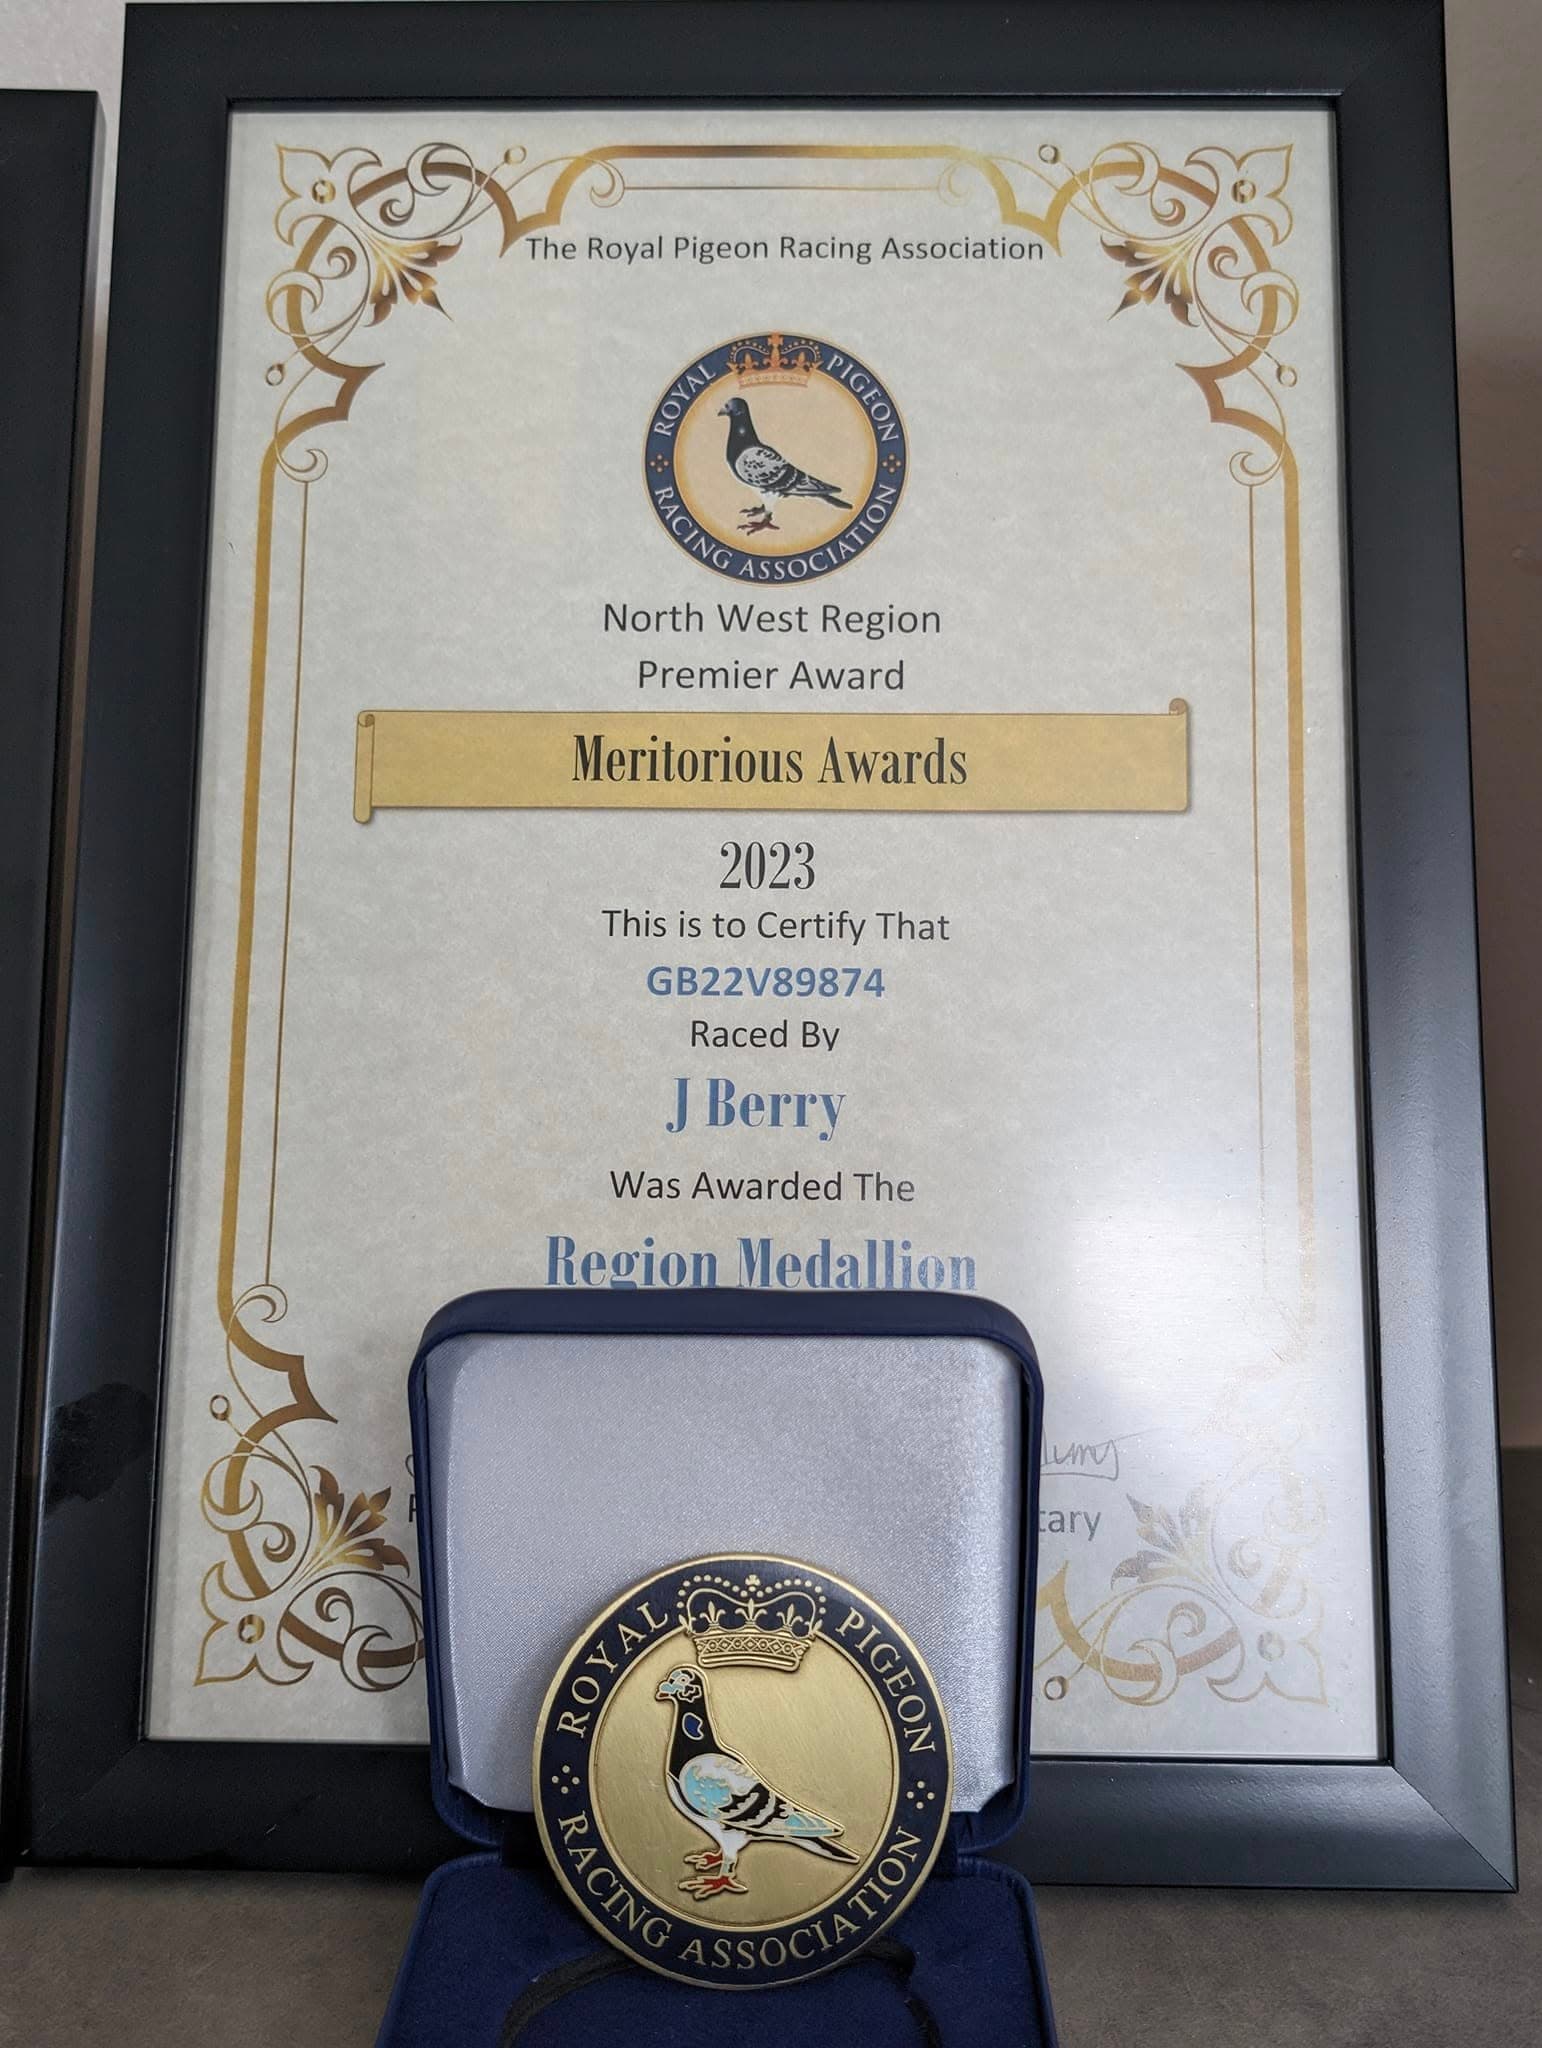 The Royal Pigeon Racing Association
ROYAL PIGEON
RACING ASSOCIATION
North West Region
Premier Award
Meritorious Awards
2023
This is to Certify That
GB22V89874
Raced By
J Berry
Was Awarded The
Region Medallion
ROYAL PIGEON
RACING ASSOCIATION